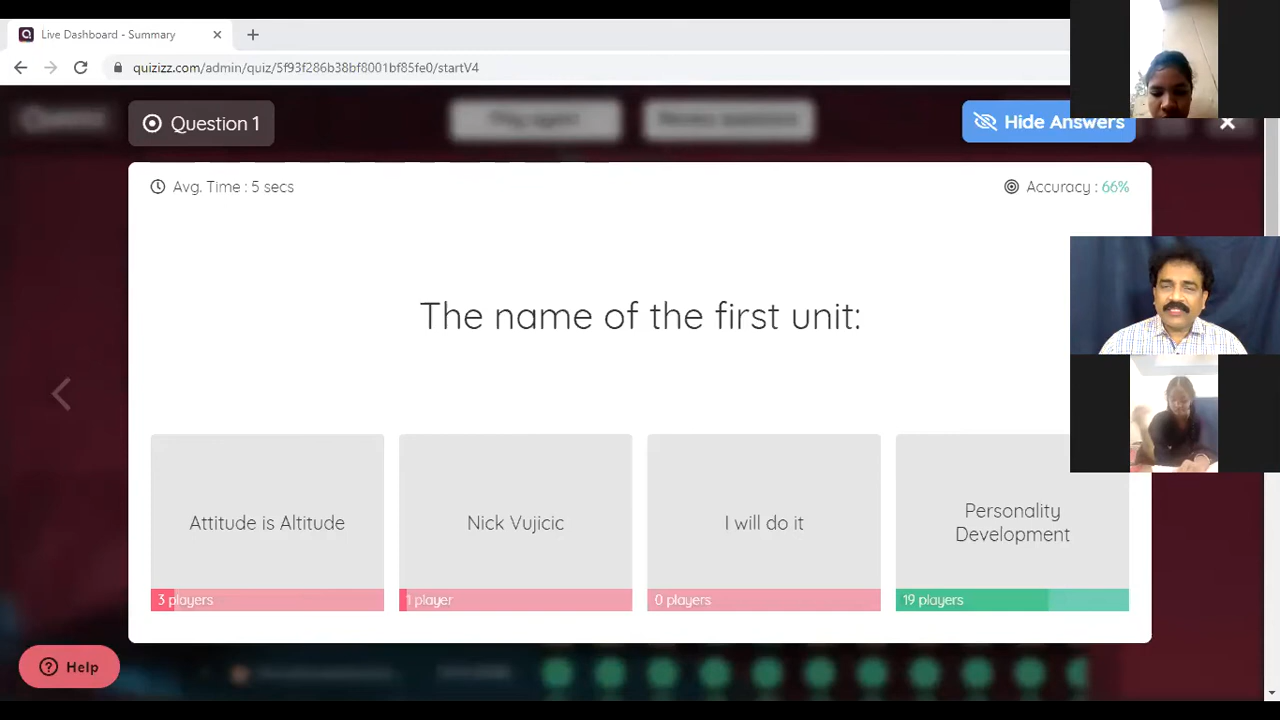 Live Dashboard - Summary
quizizz.com/admin/quiz/5f93f286b38bf8001bf85fe0/startV4
Question 1
Hide Answers
Avg. Time : 5 secs
Accuracy : 66%
The name of the first unit:
Attitude is Altitude
3 players
Nick Vujicic
1 player
I will do it
0 players
Personality
Development
19 players
Help